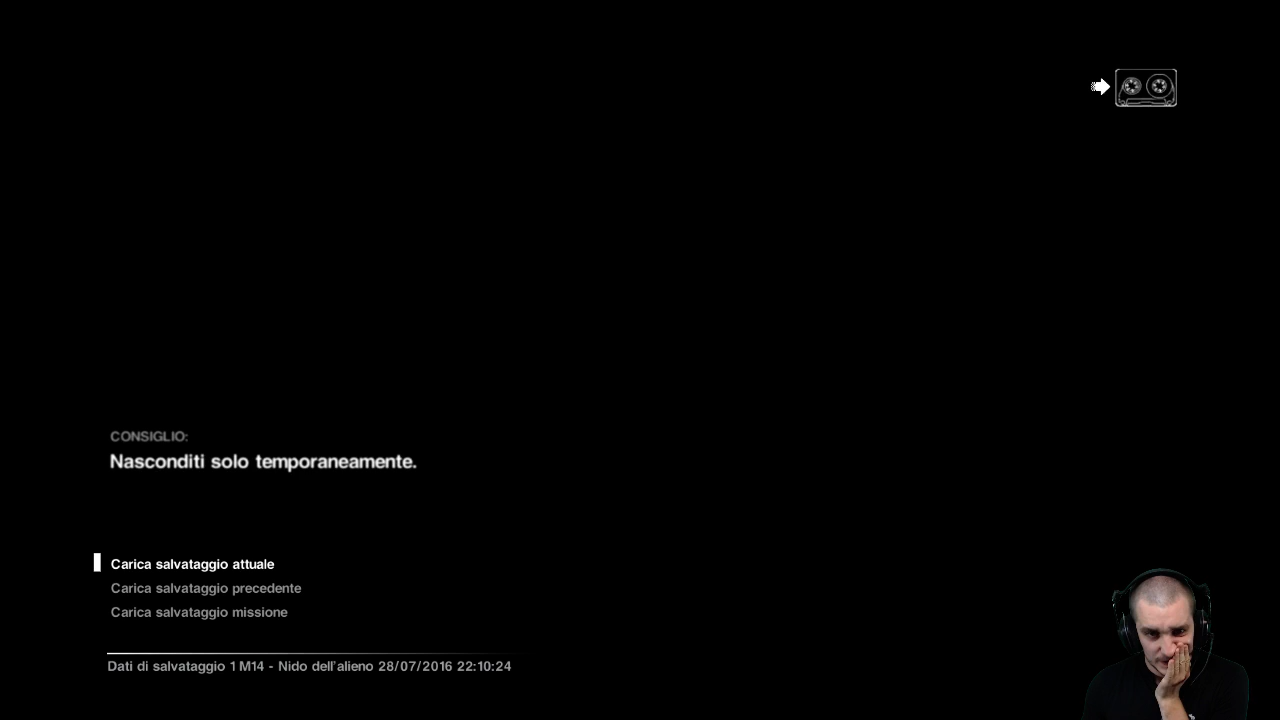 CONSIGLIO:
Nasconditi solo temporaneamente.
Carica salvataggio attuale
Carica salvataggio precedente
Carica salvataggio missione
Dati di salvataggio 1 M14 - Nido dell'alieno 28/07/2016 22:10:24